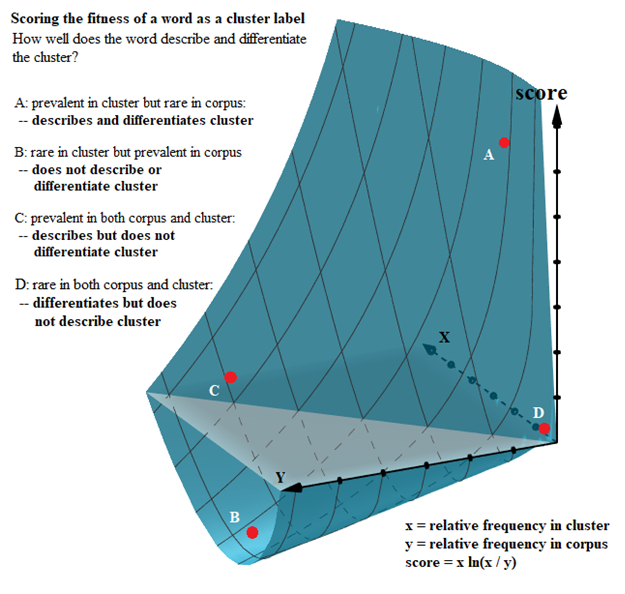 Scoring the fitness of a word as a cluster label
How well does the word describe and differentiate
the cluster?
A: prevalent in cluster but rare in corpus:
-- describes and differentiates cluster
B: rare in cluster but prevalent in corpus
-- does not describe or
differentiate cluster
C: prevalent in both corpus and cluster:
-- describes but does not
differentiate cluster
D: rare in both corpus and cluster:
-- differentiates but does
not describe cluster
score
A
X
C
D
Y
B
x = relative frequency in cluster
y = relative frequency in corpus
score = x ln(x / y)